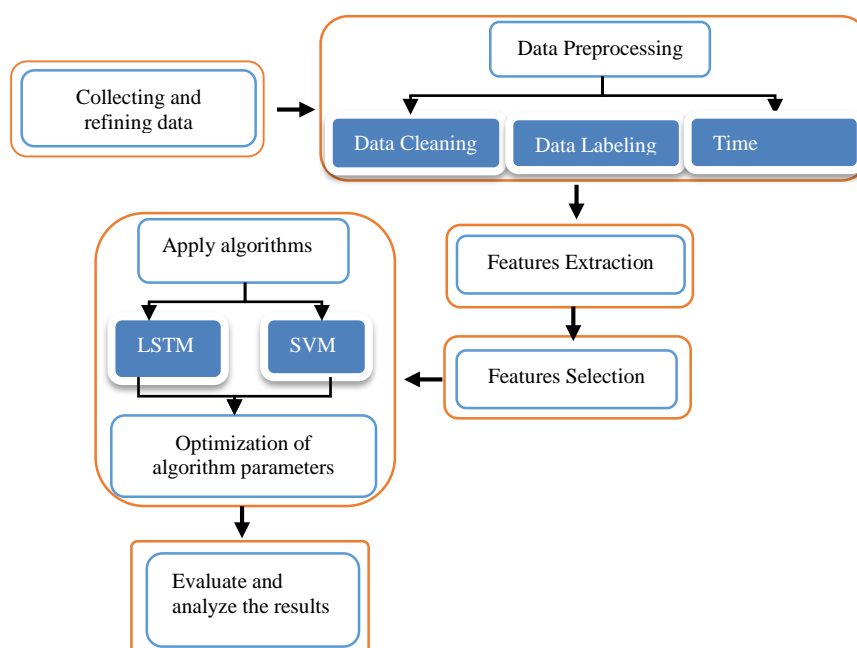 Data Preprocessing
Collecting and
refining data
Data Cleaning
Data Labeling
Time
Features Extraction
Features Selection
Apply algorithms
LSTM
SVM
Optimization of
algorithm parameters
Evaluate and
analyze the results